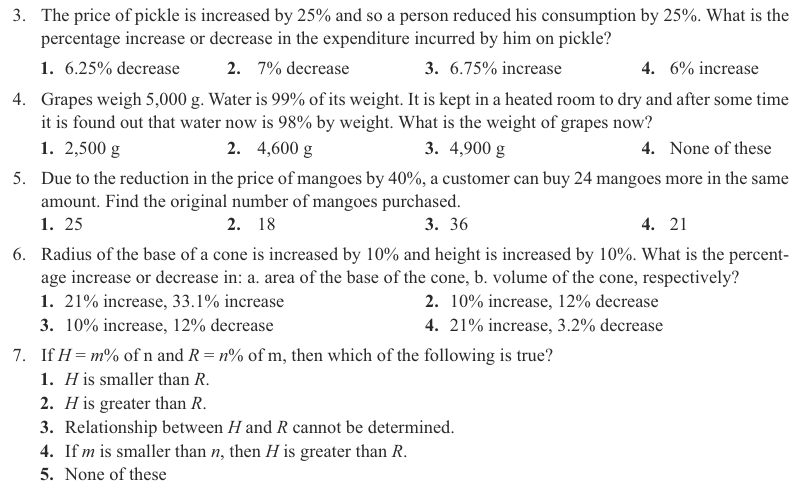 3. The price of pickle is increased by 25% and so a person reduced his consumption by 25%. What is the
percentage increase or decrease in the expenditure incurred by him on pickle?
1. 6.25% decrease 2. 7% decrease 3. 6.75% increase 4. 6% increase
4. Grapes weigh 5,000 g. Water is 99% of its weight. It is kept in a heated room to dry and after some time
it is found out that water now is 98% by weight. What is the weight of grapes now?
1. 2,500 g 2. 4,600 g 3. 4,900 g 4. None of these
5. Due to the reduction in the price of mangoes by 40%, a customer can buy 24 mangoes more in the same
amount. Find the original number of mangoes purchased.
1. 25 2. 18 3. 36 4. 21
6. Radius of the base of a cone is increased by 10% and height is increased by 10%. What is the percent-
age increase or decrease in: a. area of the base of the cone, b. volume of the cone, respectively?
1. 21% increase, 33.1% increase 2. 10% increase, 12% decrease
3. 10% increase, 12% decrease 4. 21% increase, 3.2% decrease
7. If H = m% of n and R = n% of m, then which of the following is true?
1. H is smaller than R.
2. H is greater than R.
3. Relationship between H and R cannot be determined.
4. If m is smaller than n, then H is greater than R.
5. None of these